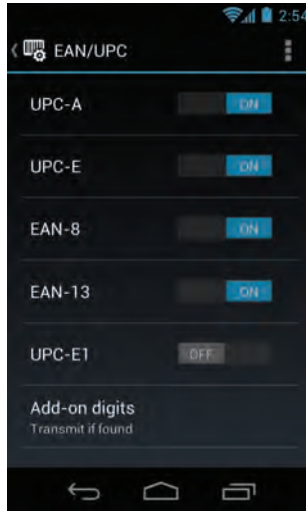 2:54
EAN/UPC
UPC-A ON
UPC-E ON
EAN-8 ON
EAN-13 ON
UPC-E1 OFF
Add-on digits
Transmit if found